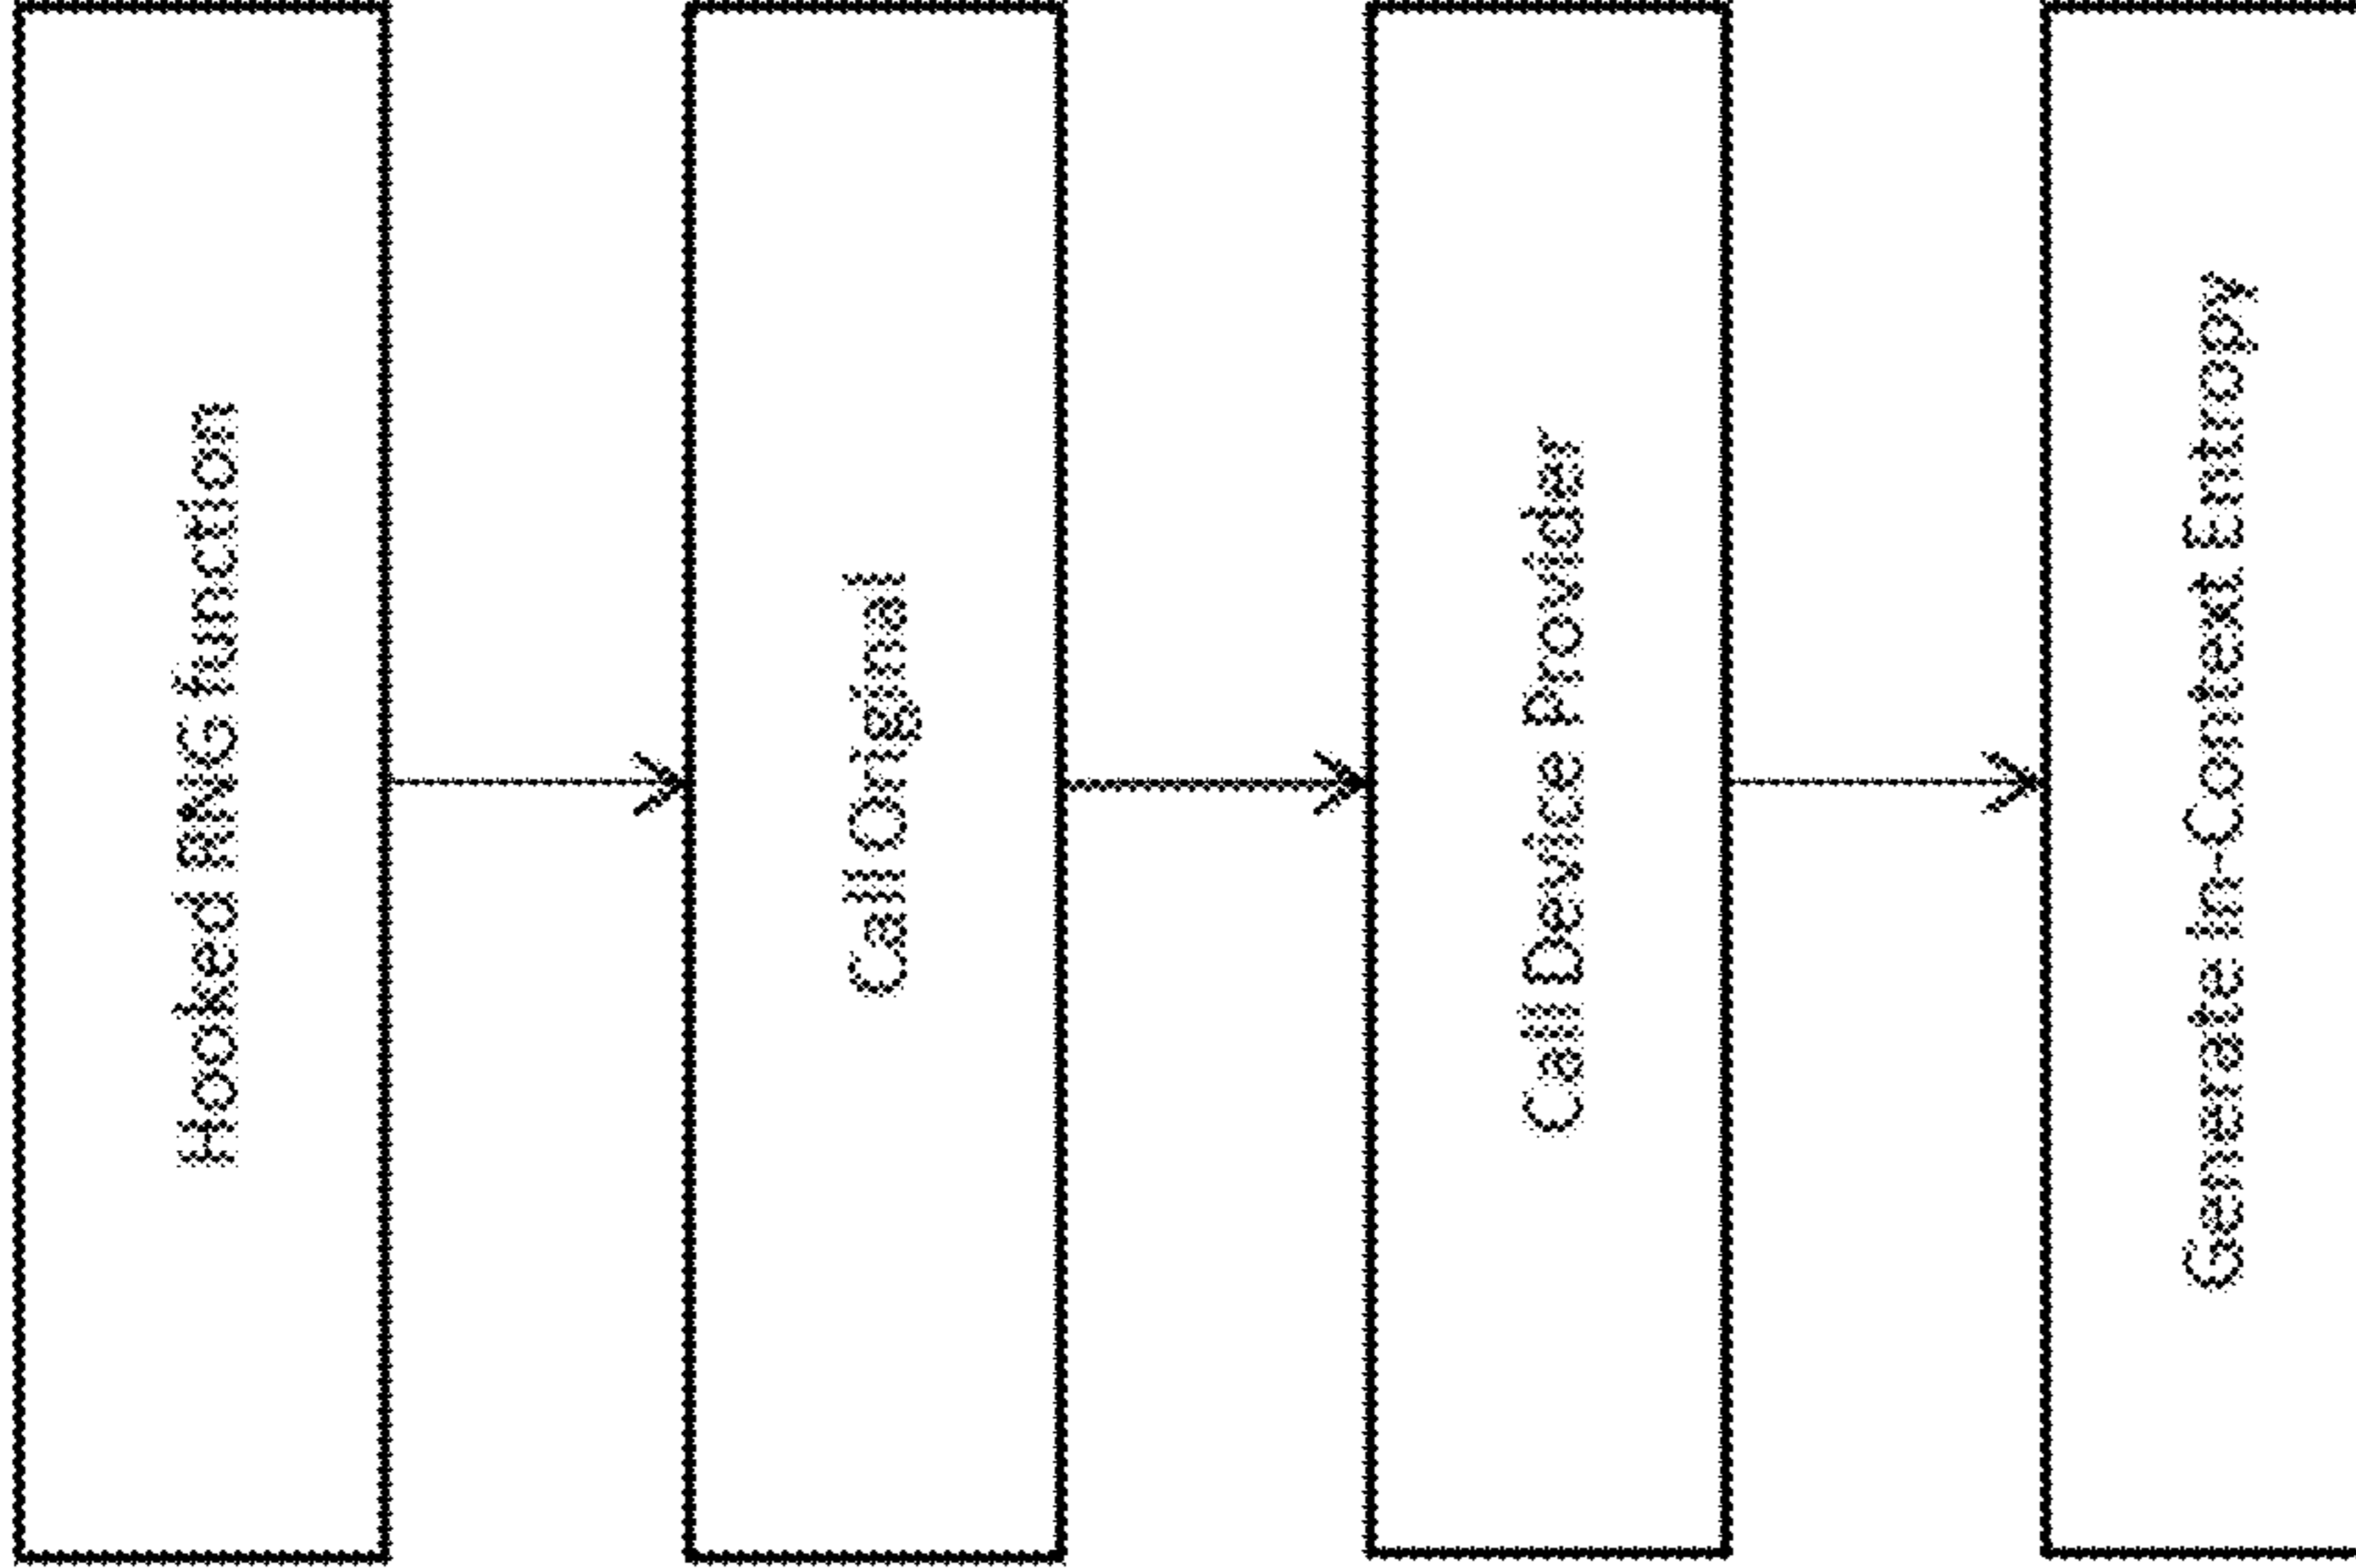 Hooked RNG function
Call Original
Call Device Provider
Generate In-Context Entropy